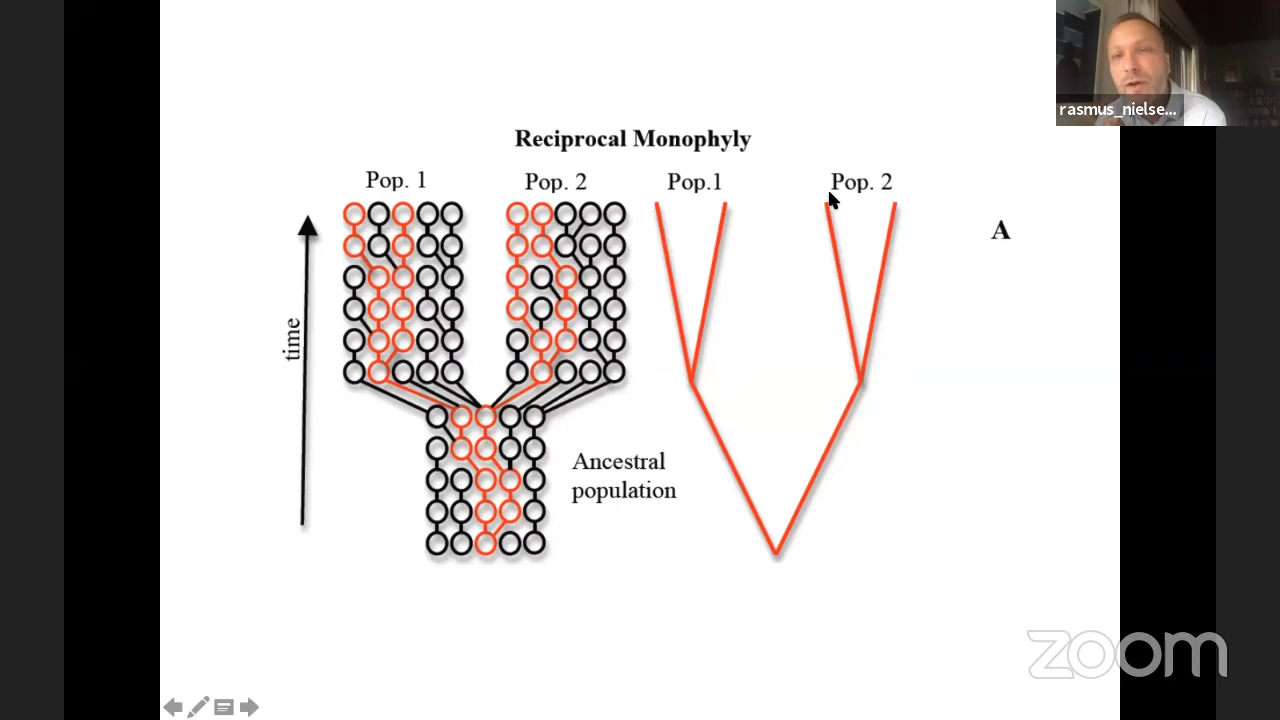 rasmus_nielse...
Reciprocal Monophyly
Pop. 1
Pop. 2
Pop.1
Pop. 2
A
time
Ancestral
population
zoom